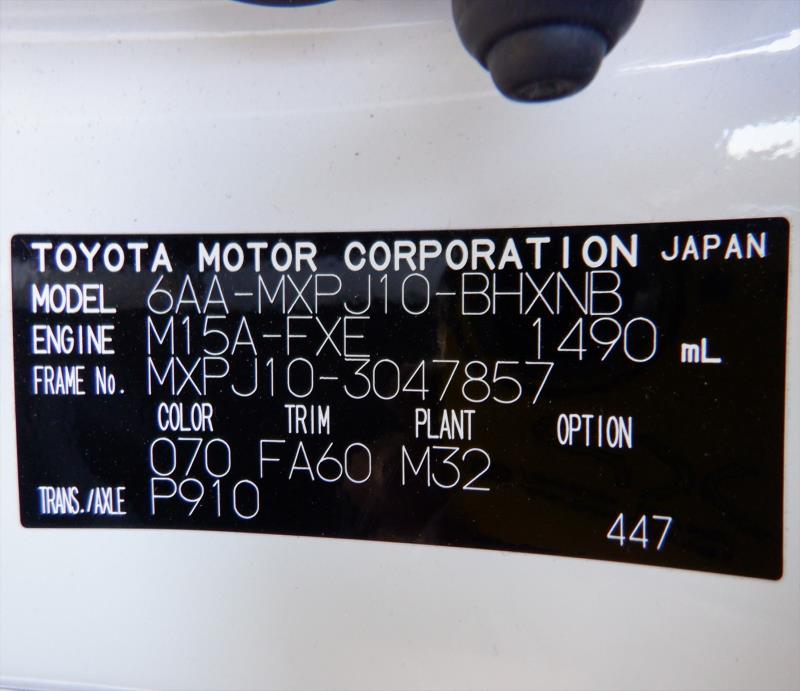 TOYOTA MOTOR CORPORATION JAPAN
MODEL 6AA-MXPJ10-BHXNB
ENGINE M15A-FXE 1490 mL
FRAME No. MXPJ10-3047857
COLOR TRIM PLANT OPTION
070 FA60 M32
TRANS./AXLE P910
447